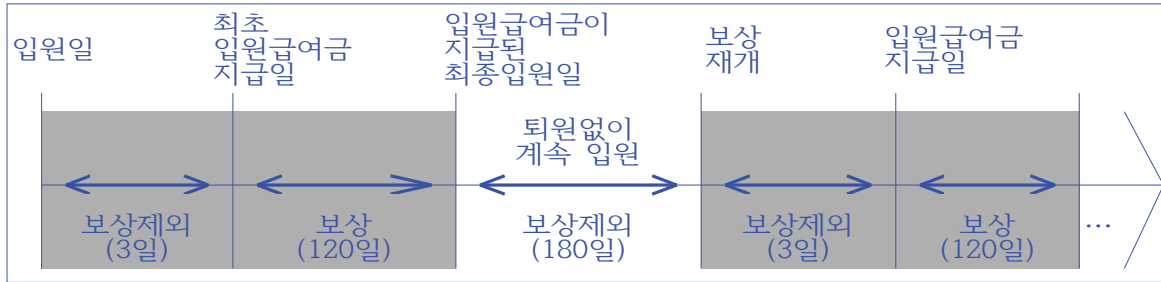 입원일
최초
입원급여금
지급일
입원급여금이
지급된
최종입원일
보상
재개
입원급여금
지급일
퇴원없이
계속 입원
보상제외
(3일)
보상
(120일)
보상제외
(180일)
보상제외
(3일)
보상
(120일)
…